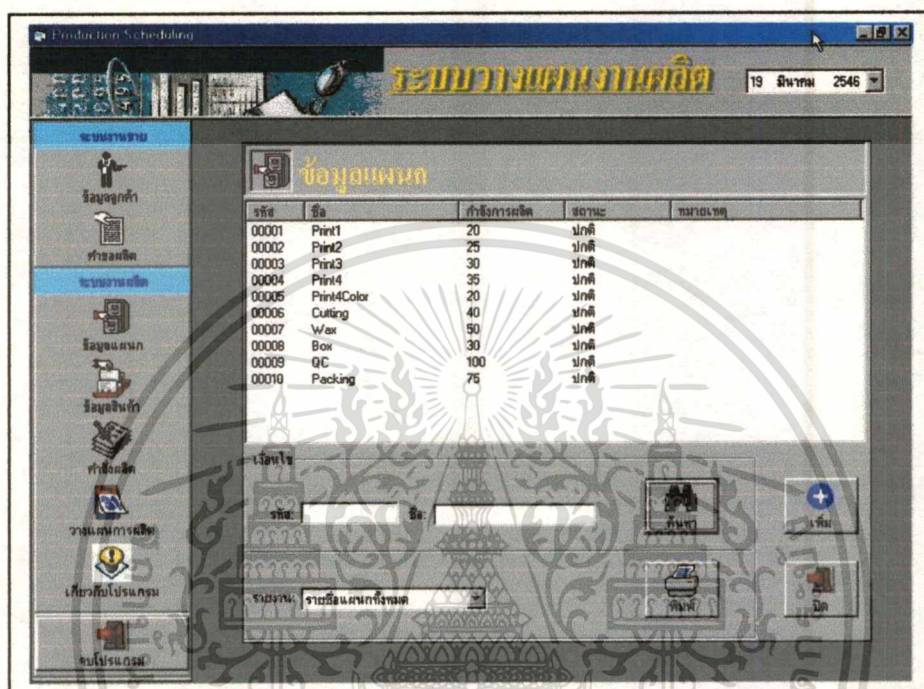 Production Scheduling
ระบบวางแผนงานผลิต
19 มีนาคม 2546
ระบบงานขาย
ข้อมูลลูกค้า
คำขอผลิต
ระบบงานผลิต
ข้อมูลแผนก
ข้อมูลสินค้า
คำสั่งผลิต
วางแผนการผลิต
เกี่ยวกับโปรแกรม
จบโปรแกรม
ข้อมูลแผนก
รหัส ชื่อ กำลังการผลิต สถานะ หมายเหตุ
00001 Print1 20 ปกติ
00002 Print2 25 ปกติ
00003 Print3 30 ปกติ
00004 Print4 35 ปกติ
00005 Print4Color 20 ปกติ
00006 Cutting 40 ปกติ
00007 Wax 50 ปกติ
00008 Box 30 ปกติ
00009 QC 100 ปกติ
00010 Packing 75 ปกติ
เงื่อนไข
รหัส: ชื่อ: ค้นหา เพิ่ม
รายงาน: รายชื่อแผนกทั้งหมด พิมพ์ ปิด